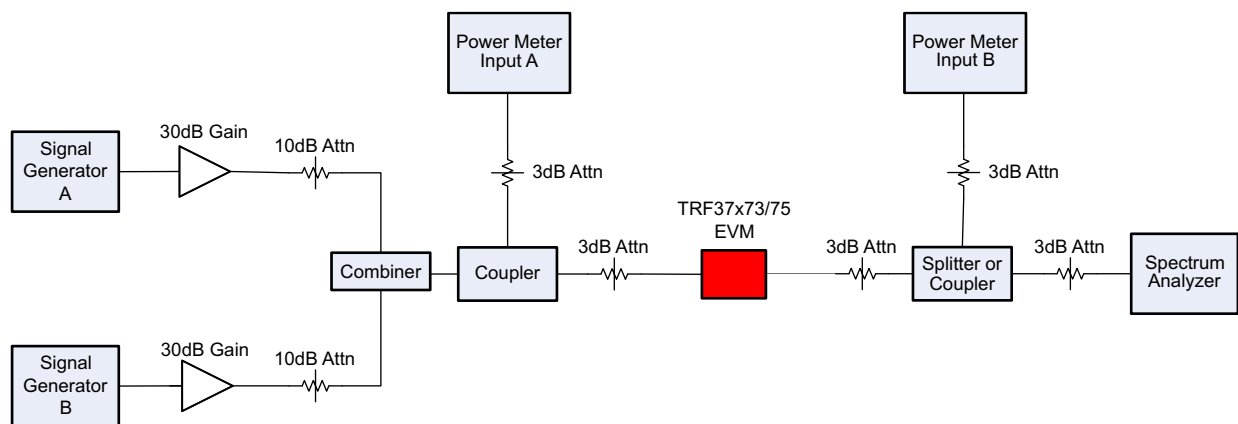 Power Meter
Input A
Power Meter
Input B
Signal
Generator
A
30dB Gain
10dB Attn
3dB Attn
3dB Attn
TRF37x73/75
EVM
Combiner
Coupler
3dB Attn
3dB Attn
Splitter or
Coupler
3dB Attn
Spectrum
Analyzer
Signal
Generator
B
30dB Gain
10dB Attn